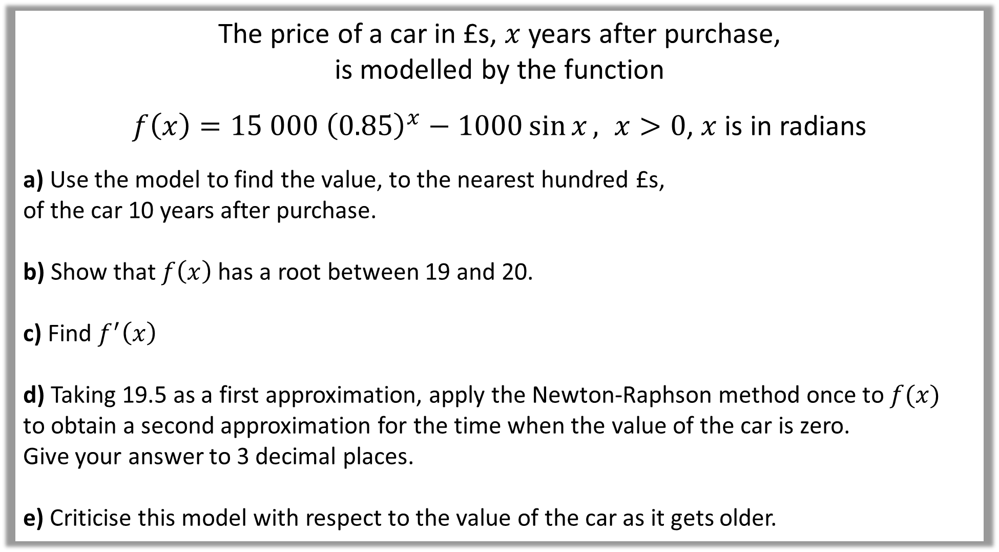 The price of a car in £s, x years after purchase,
is modelled by the function
f(x) = 15 000 (0.85)ˣ − 1000 sin x , x > 0, x is in radians
a) Use the model to find the value, to the nearest hundred £s,
of the car 10 years after purchase.
b) Show that f(x) has a root between 19 and 20.
c) Find f′(x)
d) Taking 19.5 as a first approximation, apply the Newton-Raphson method once to f(x)
to obtain a second approximation for the time when the value of the car is zero.
Give your answer to 3 decimal places.
e) Criticise this model with respect to the value of the car as it gets older.